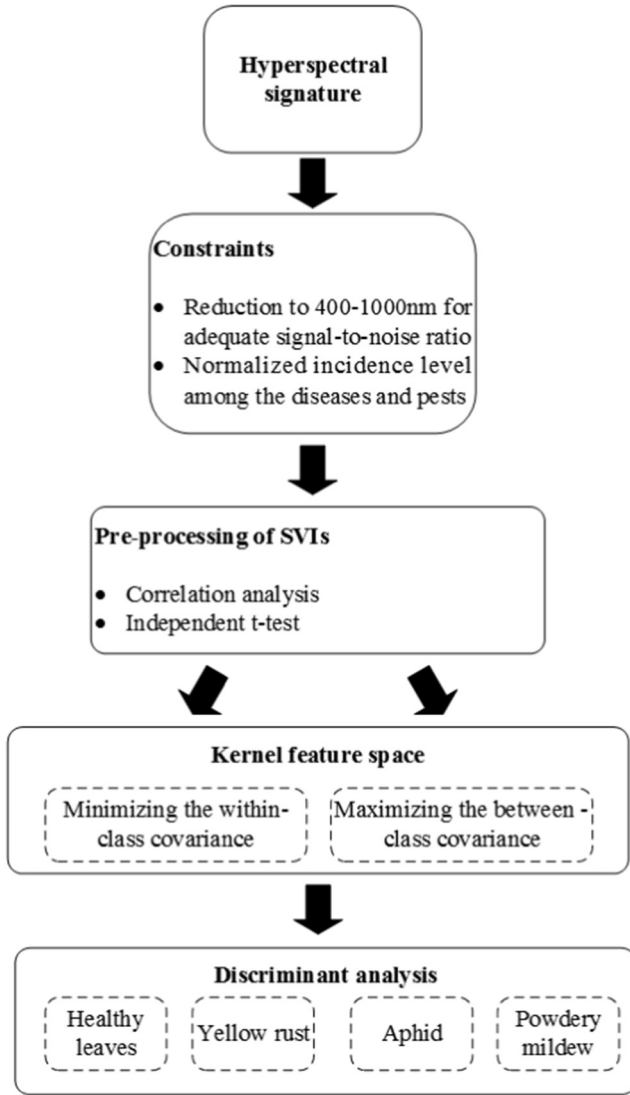 Hyperspectral
signature
Constraints
• Reduction to 400-1000nm for
adequate signal-to-noise ratio
• Normalized incidence level
among the diseases and pests
Pre-processing of SVIs
• Correlation analysis
• Independent t-test
Kernel feature space
Minimizing the within-
class covariance
Maximizing the between -
class covariance
Discriminant analysis
Healthy
leaves
Yellow rust
Aphid
Powdery
mildew